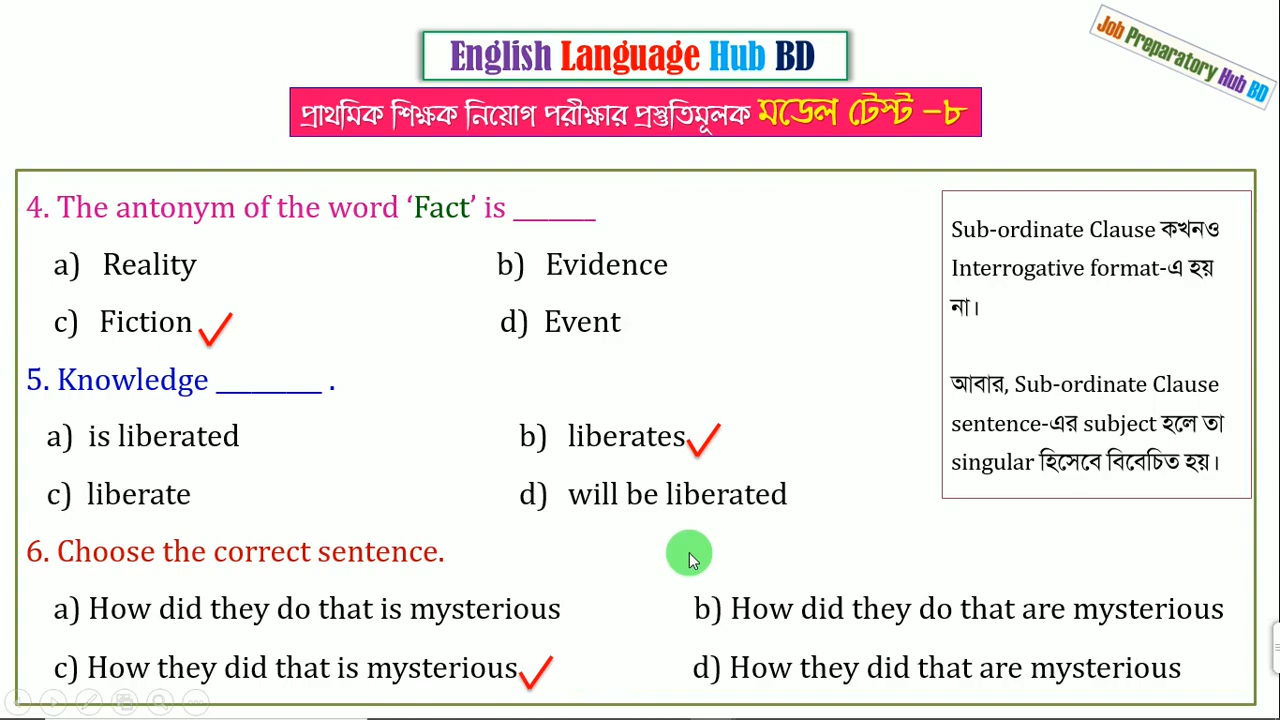 English Language Hub BD
Job Preparatory Hub BD
প্রাথমিক শিক্ষক নিয়োগ পরীক্ষার প্রস্তুতিমূলক মডেল টেস্ট –৮
4. The antonym of the word ‘Fact’ is _______
a) Reality
b) Evidence
c) Fiction
d) Event
5. Knowledge _________ .
a) is liberated
b) liberates
c) liberate
d) will be liberated
6. Choose the correct sentence.
a) How did they do that is mysterious
b) How did they do that are mysterious
c) How they did that is mysterious
d) How they did that are mysterious
Sub-ordinate Clause কখনও
Interrogative format-এ হয়
না।
আবার, Sub-ordinate Clause
sentence-এর subject হলে তা
singular হিসেবে বিবেচিত হয়।